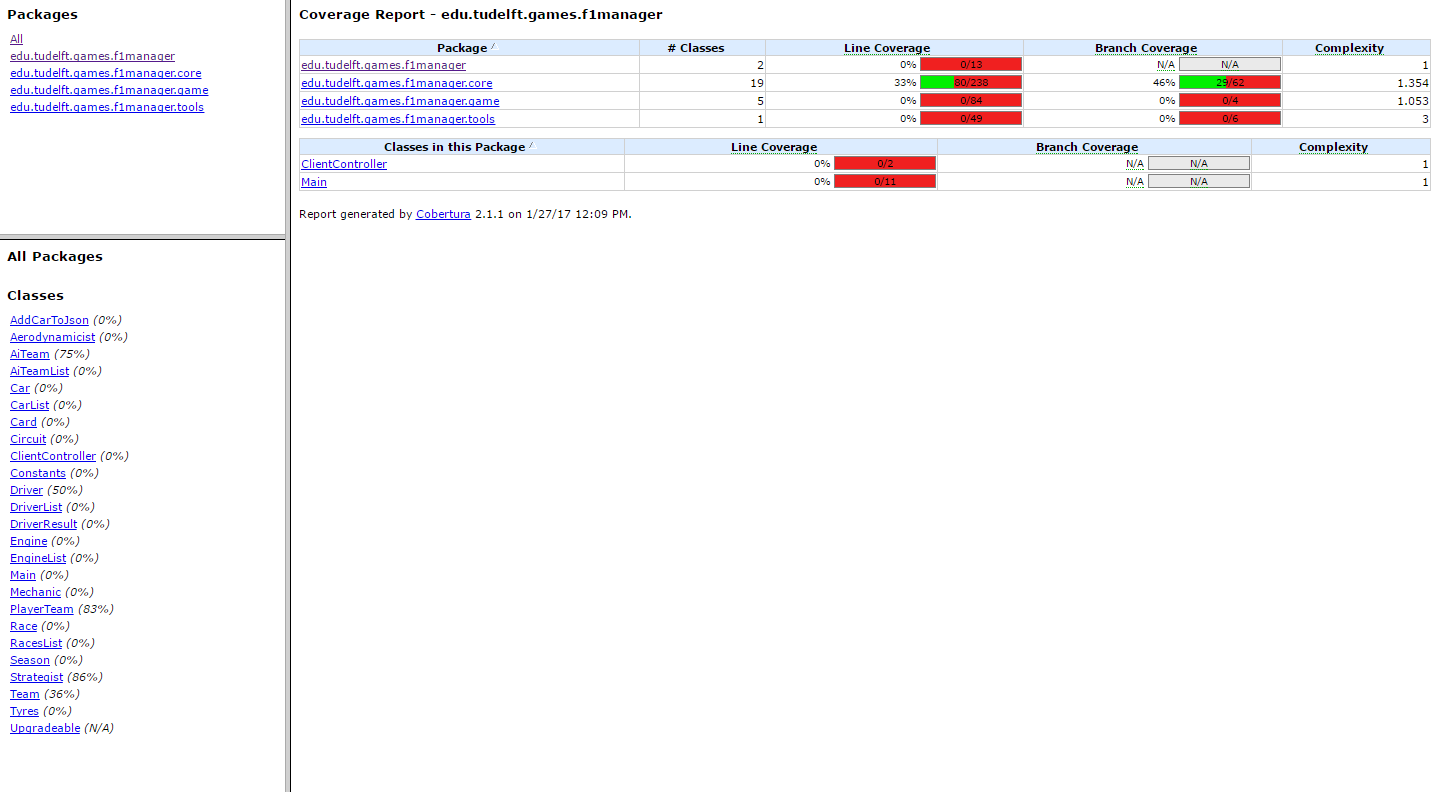 Packages
All
edu.tudelft.games.f1manager
edu.tudelft.games.f1manager.core
edu.tudelft.games.f1manager.game
edu.tudelft.games.f1manager.tools
All Packages
Classes
AddCarToJson (0%)
Aerodynamicist (0%)
AiTeam (75%)
AiTeamList (0%)
Car (0%)
CarList (0%)
Card (0%)
Circuit (0%)
ClientController (0%)
Constants (0%)
Driver (50%)
DriverList (0%)
DriverResult (0%)
Engine (0%)
EngineList (0%)
Main (0%)
Mechanic (0%)
PlayerTeam (83%)
Race (0%)
RacesList (0%)
Season (0%)
Strategist (86%)
Team (36%)
Tyres (0%)
Upgradeable (N/A)
Coverage Report - edu.tudelft.games.f1manager
Package # Classes Line Coverage Branch Coverage Complexity
edu.tudelft.games.f1manager 2 0% 0/13 N/A N/A 1
edu.tudelft.games.f1manager.core 19 33% 80/238 46% 29/62 1.354
edu.tudelft.games.f1manager.game 5 0% 0/84 0% 0/4 1.053
edu.tudelft.games.f1manager.tools 1 0% 0/49 0% 0/6 3
Classes in this Package Line Coverage Branch Coverage Complexity
ClientController 0% 0/2 N/A N/A 1
Main 0% 0/11 N/A N/A 1
Report generated by Cobertura 2.1.1 on 1/27/17 12:09 PM.